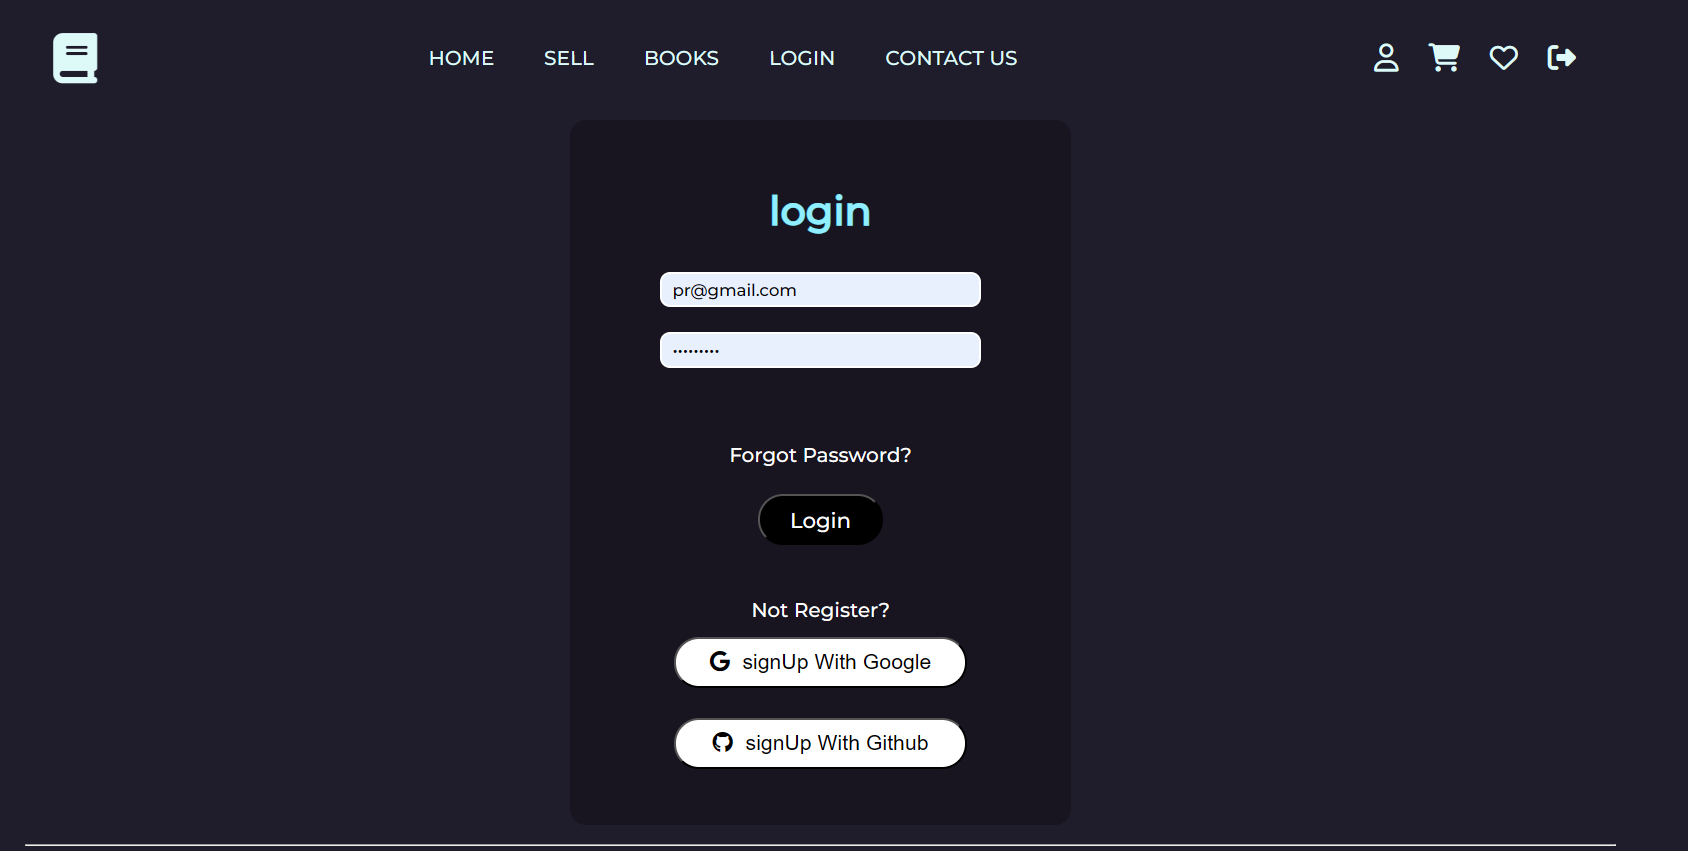 HOME SELL BOOKS LOGIN CONTACT US
login
pr@gmail.com
•••••••••
Forgot Password?
Login
Not Register?
signUp With Google
signUp With Github